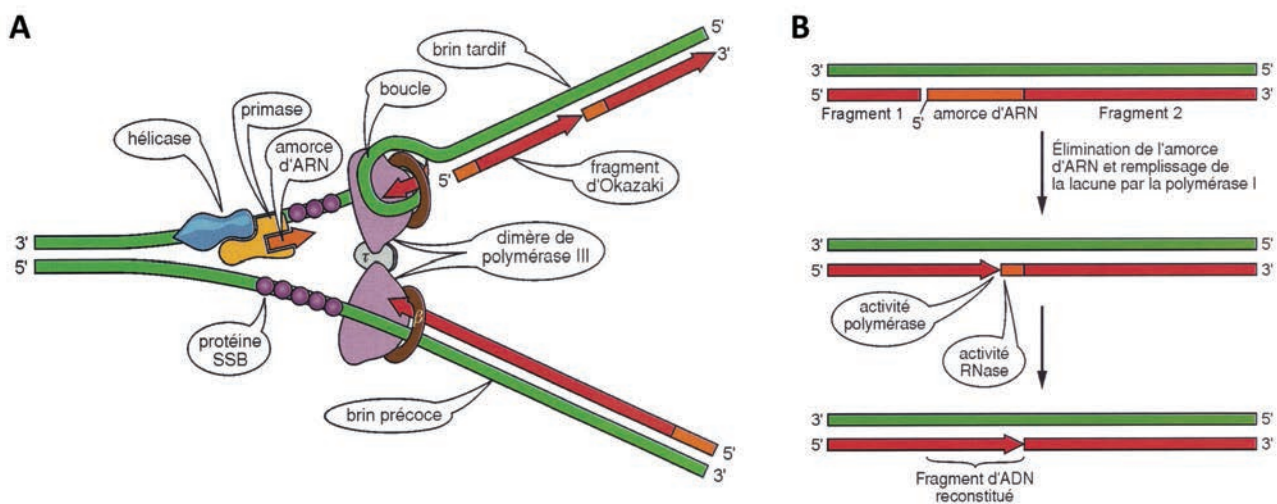 A
brin tardif
5'
3'
boucle
primase
hélicase
amorce
d'ARN
5'
fragment
d'Okazaki
3'
5'
τ
dimère de
polymérase III
β
protéine
SSB
brin précoce
5'
3'
B
3'
5'
5'
3'
Fragment 1
5'
amorce d'ARN
Fragment 2
Élimination de l'amorce
d'ARN et remplissage de
la lacune par la polymérase I
3'
5'
5'
3'
activité
polymérase
activité
RNase
3'
5'
5'
3'
Fragment d'ADN
reconstitué